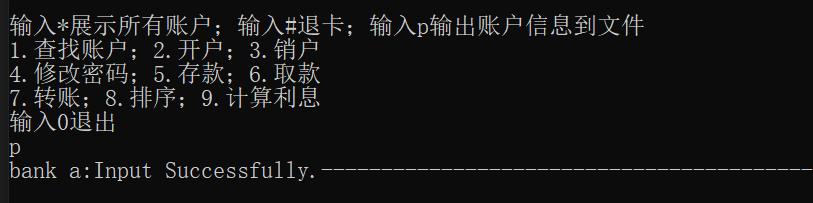 输入*展示所有账户；输入#退卡；输入p输出账户信息到文件
1.查找账户；2.开户；3.销户
4.修改密码；5.存款；6.取款
7.转账；8.排序；9.计算利息
输入0退出
p
bank a:Input Successfully.-----------------------------------------